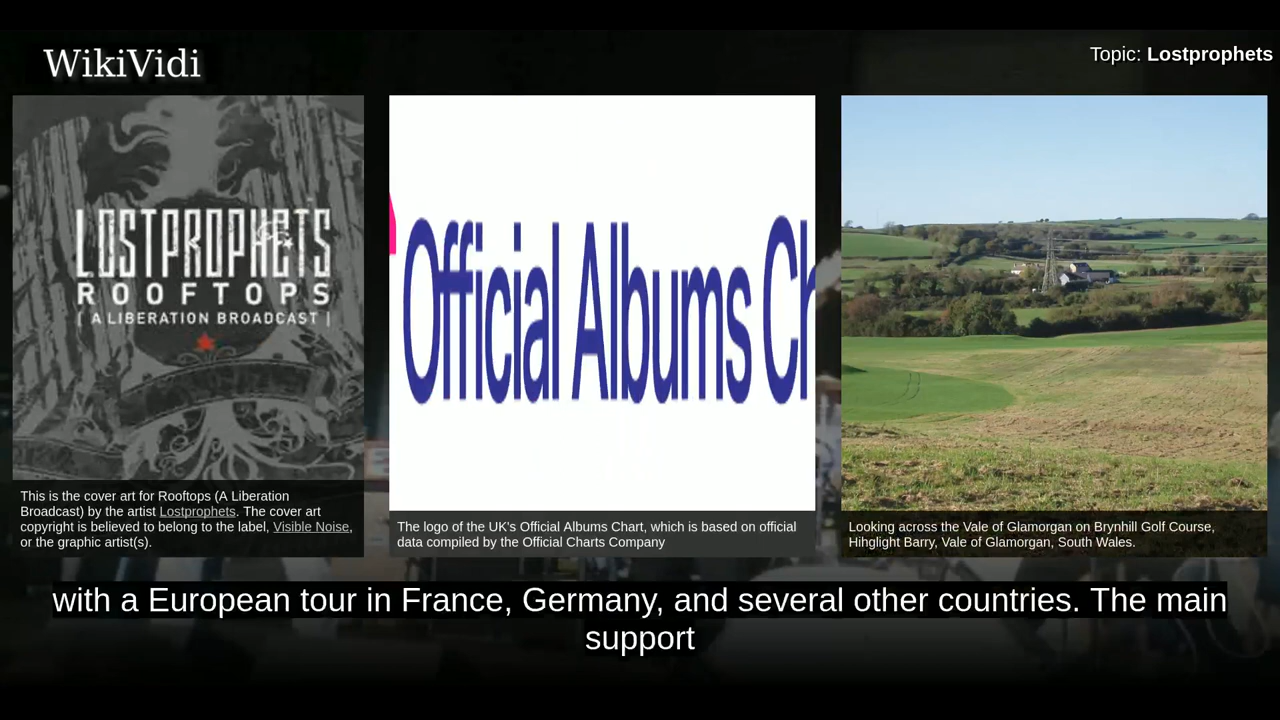 WikiVidi
Topic: Lostprophets
LOSTPROPHETS
ROOFTOPS
[ A LIBERATION BROADCAST ]
This is the cover art for Rooftops (A Liberation
Broadcast) by the artist Lostprophets. The cover art
copyright is believed to belong to the label, Visible Noise,
or the graphic artist(s).
Official Albums Ch
The logo of the UK's Official Albums Chart, which is based on official
data compiled by the Official Charts Company
Looking across the Vale of Glamorgan on Brynhill Golf Course,
Hihglight Barry, Vale of Glamorgan, South Wales.
with a European tour in France, Germany, and several other countries. The main
support